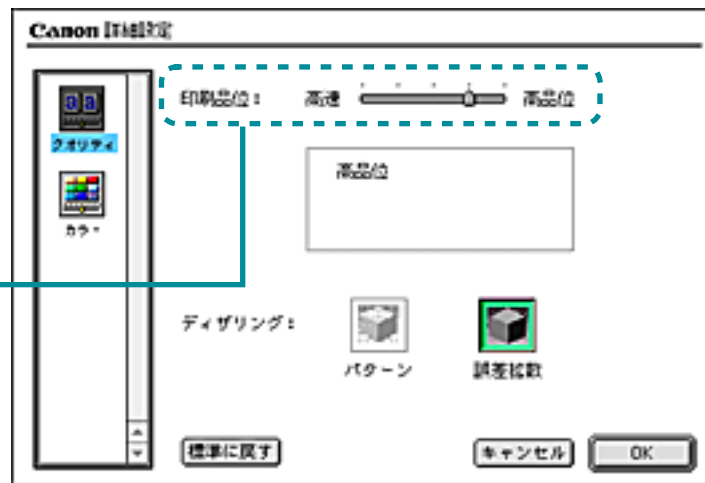 Canon 詳細設定
クオリティ
カラー
印刷品位： 高速 高品位
高品位
ディザリング：
パターン 誤差拡散
標準に戻す キャンセル OK